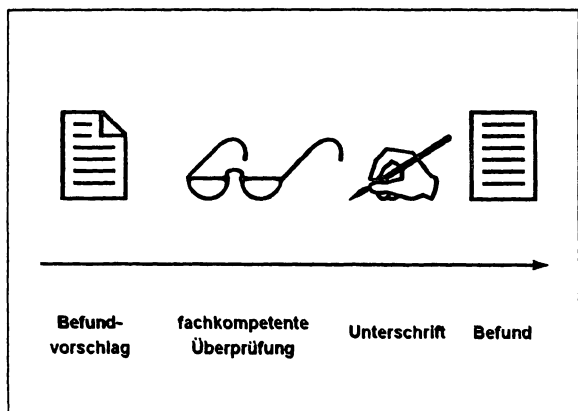 Befund-
vorschlag
fachkompetente
Überprüfung
Unterschrift
Befund